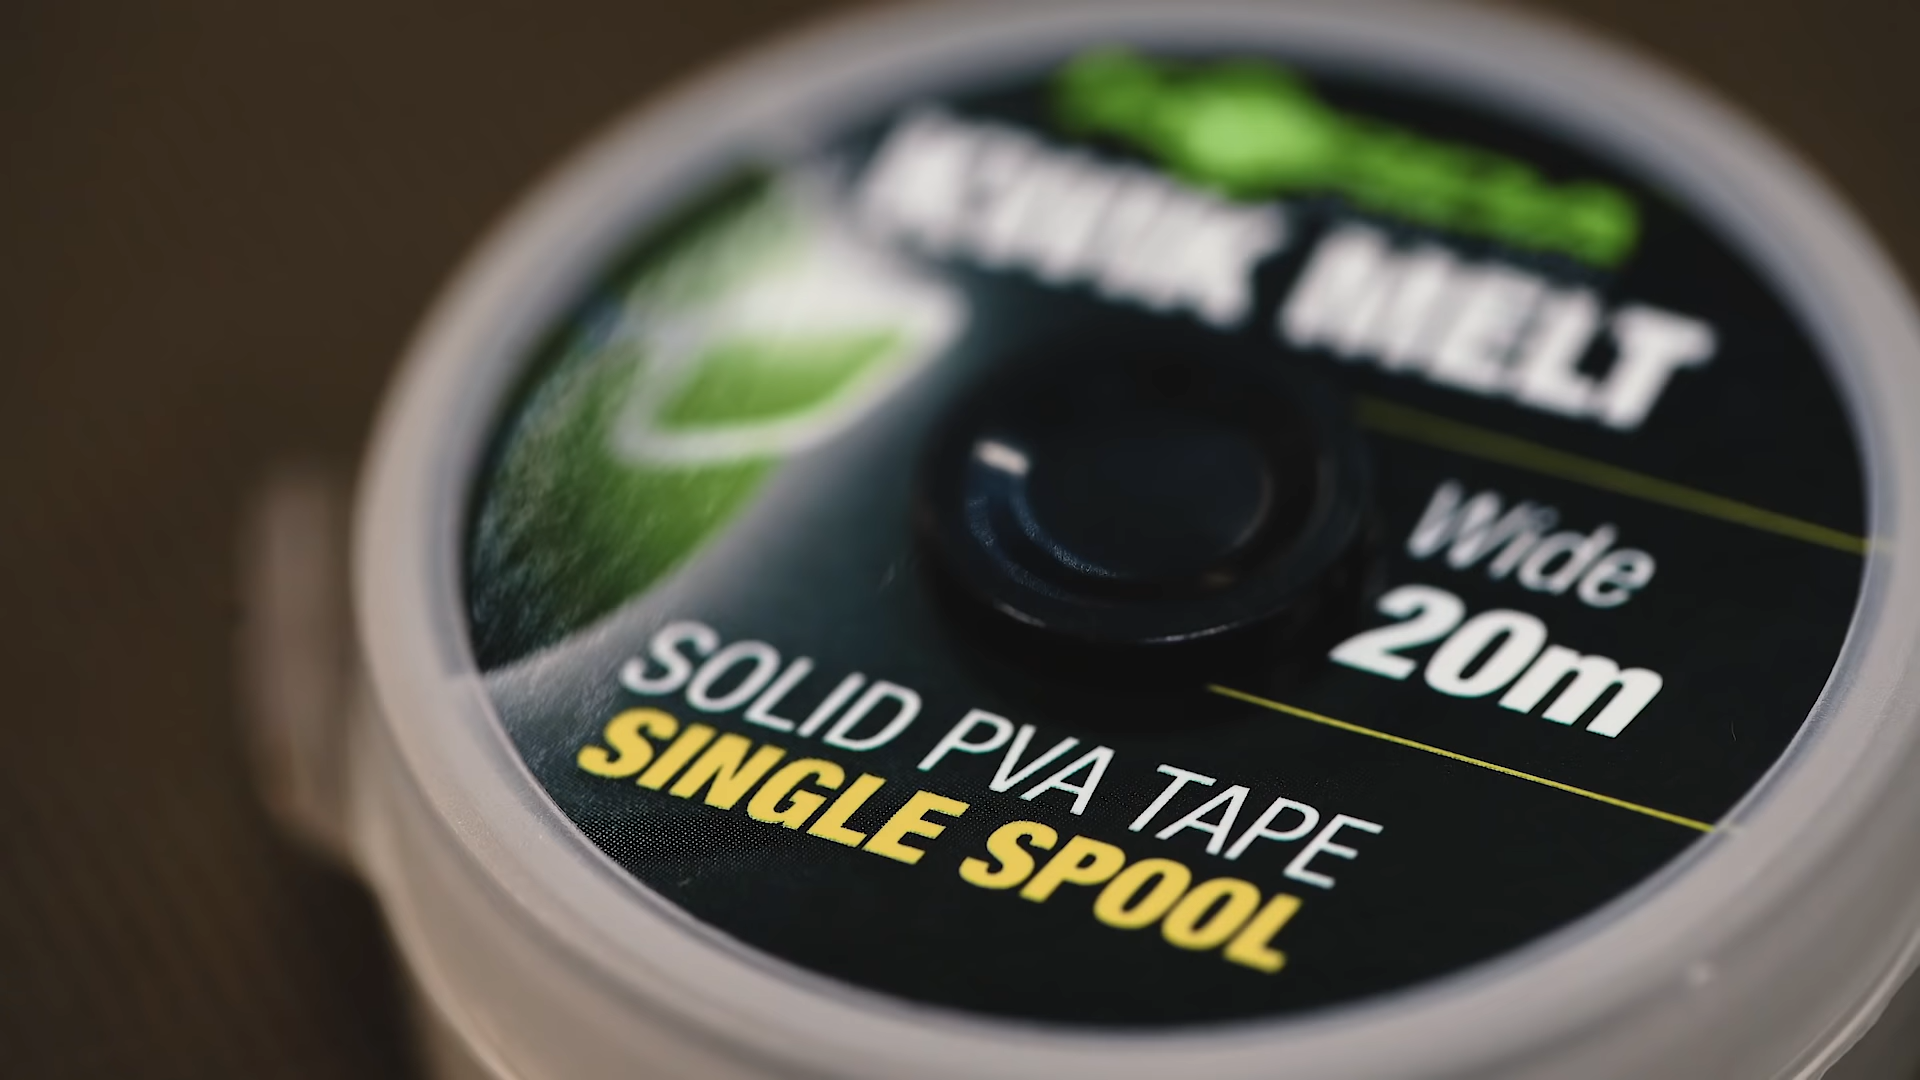 KWIK MELT
Wide
20m
SOLID PVA TAPE
SINGLE SPOOL